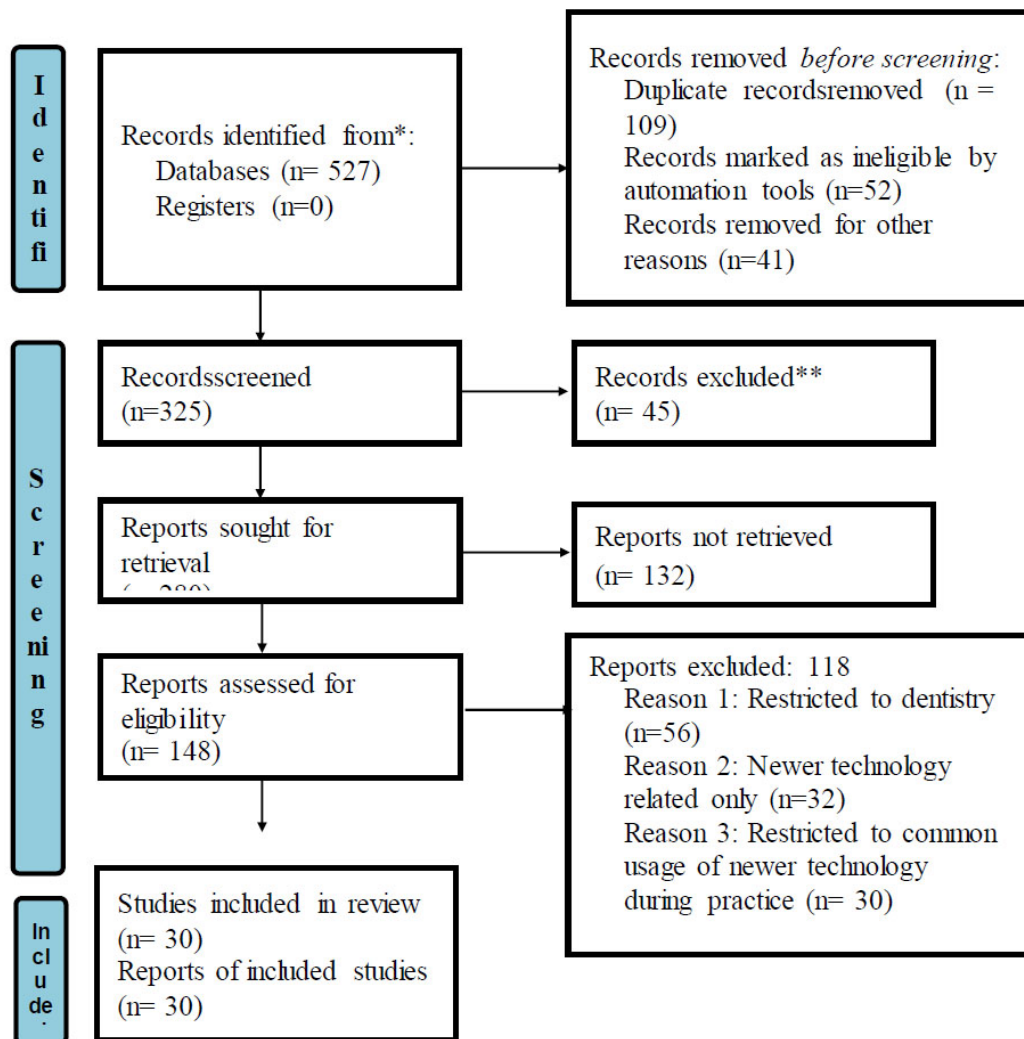 I
d
e
n
ti
fi
Records identified from*:
Databases (n= 527)
Registers (n=0)
Records removed before screening:
Duplicate recordsremoved (n =
109)
Records marked as ineligible by
automation tools (n=52)
Records removed for other
reasons (n=41)
S
c
r
e
e
ni
n
g
Recordsscreened
(n=325)
Records excluded**
(n= 45)
Reports sought for
retrieval
Reports not retrieved
(n= 132)
Reports assessed for
eligibility
(n= 148)
Reports excluded: 118
Reason 1: Restricted to dentistry
(n=56)
Reason 2: Newer technology
related only (n=32)
Reason 3: Restricted to common
usage of newer technology
during practice (n= 30)
In
cl
u
de
Studies included in review
(n= 30)
Reports of included studies
(n= 30)